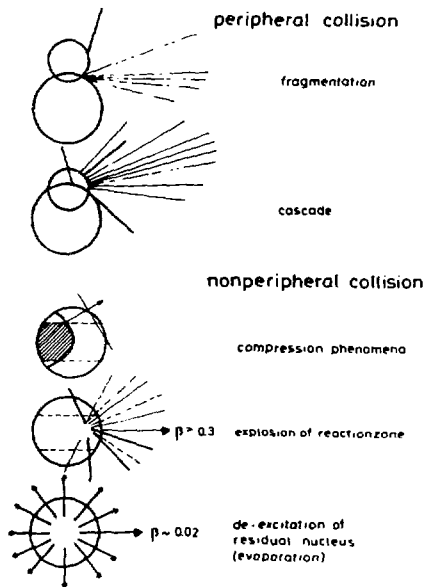 peripheral collision
fragmentation
cascade
nonperipheral collision
compression phenomena
β > 0.3 explosion of reactionzone
β ~ 0.02 de-excitation of
residual nucleus
(evaporation)